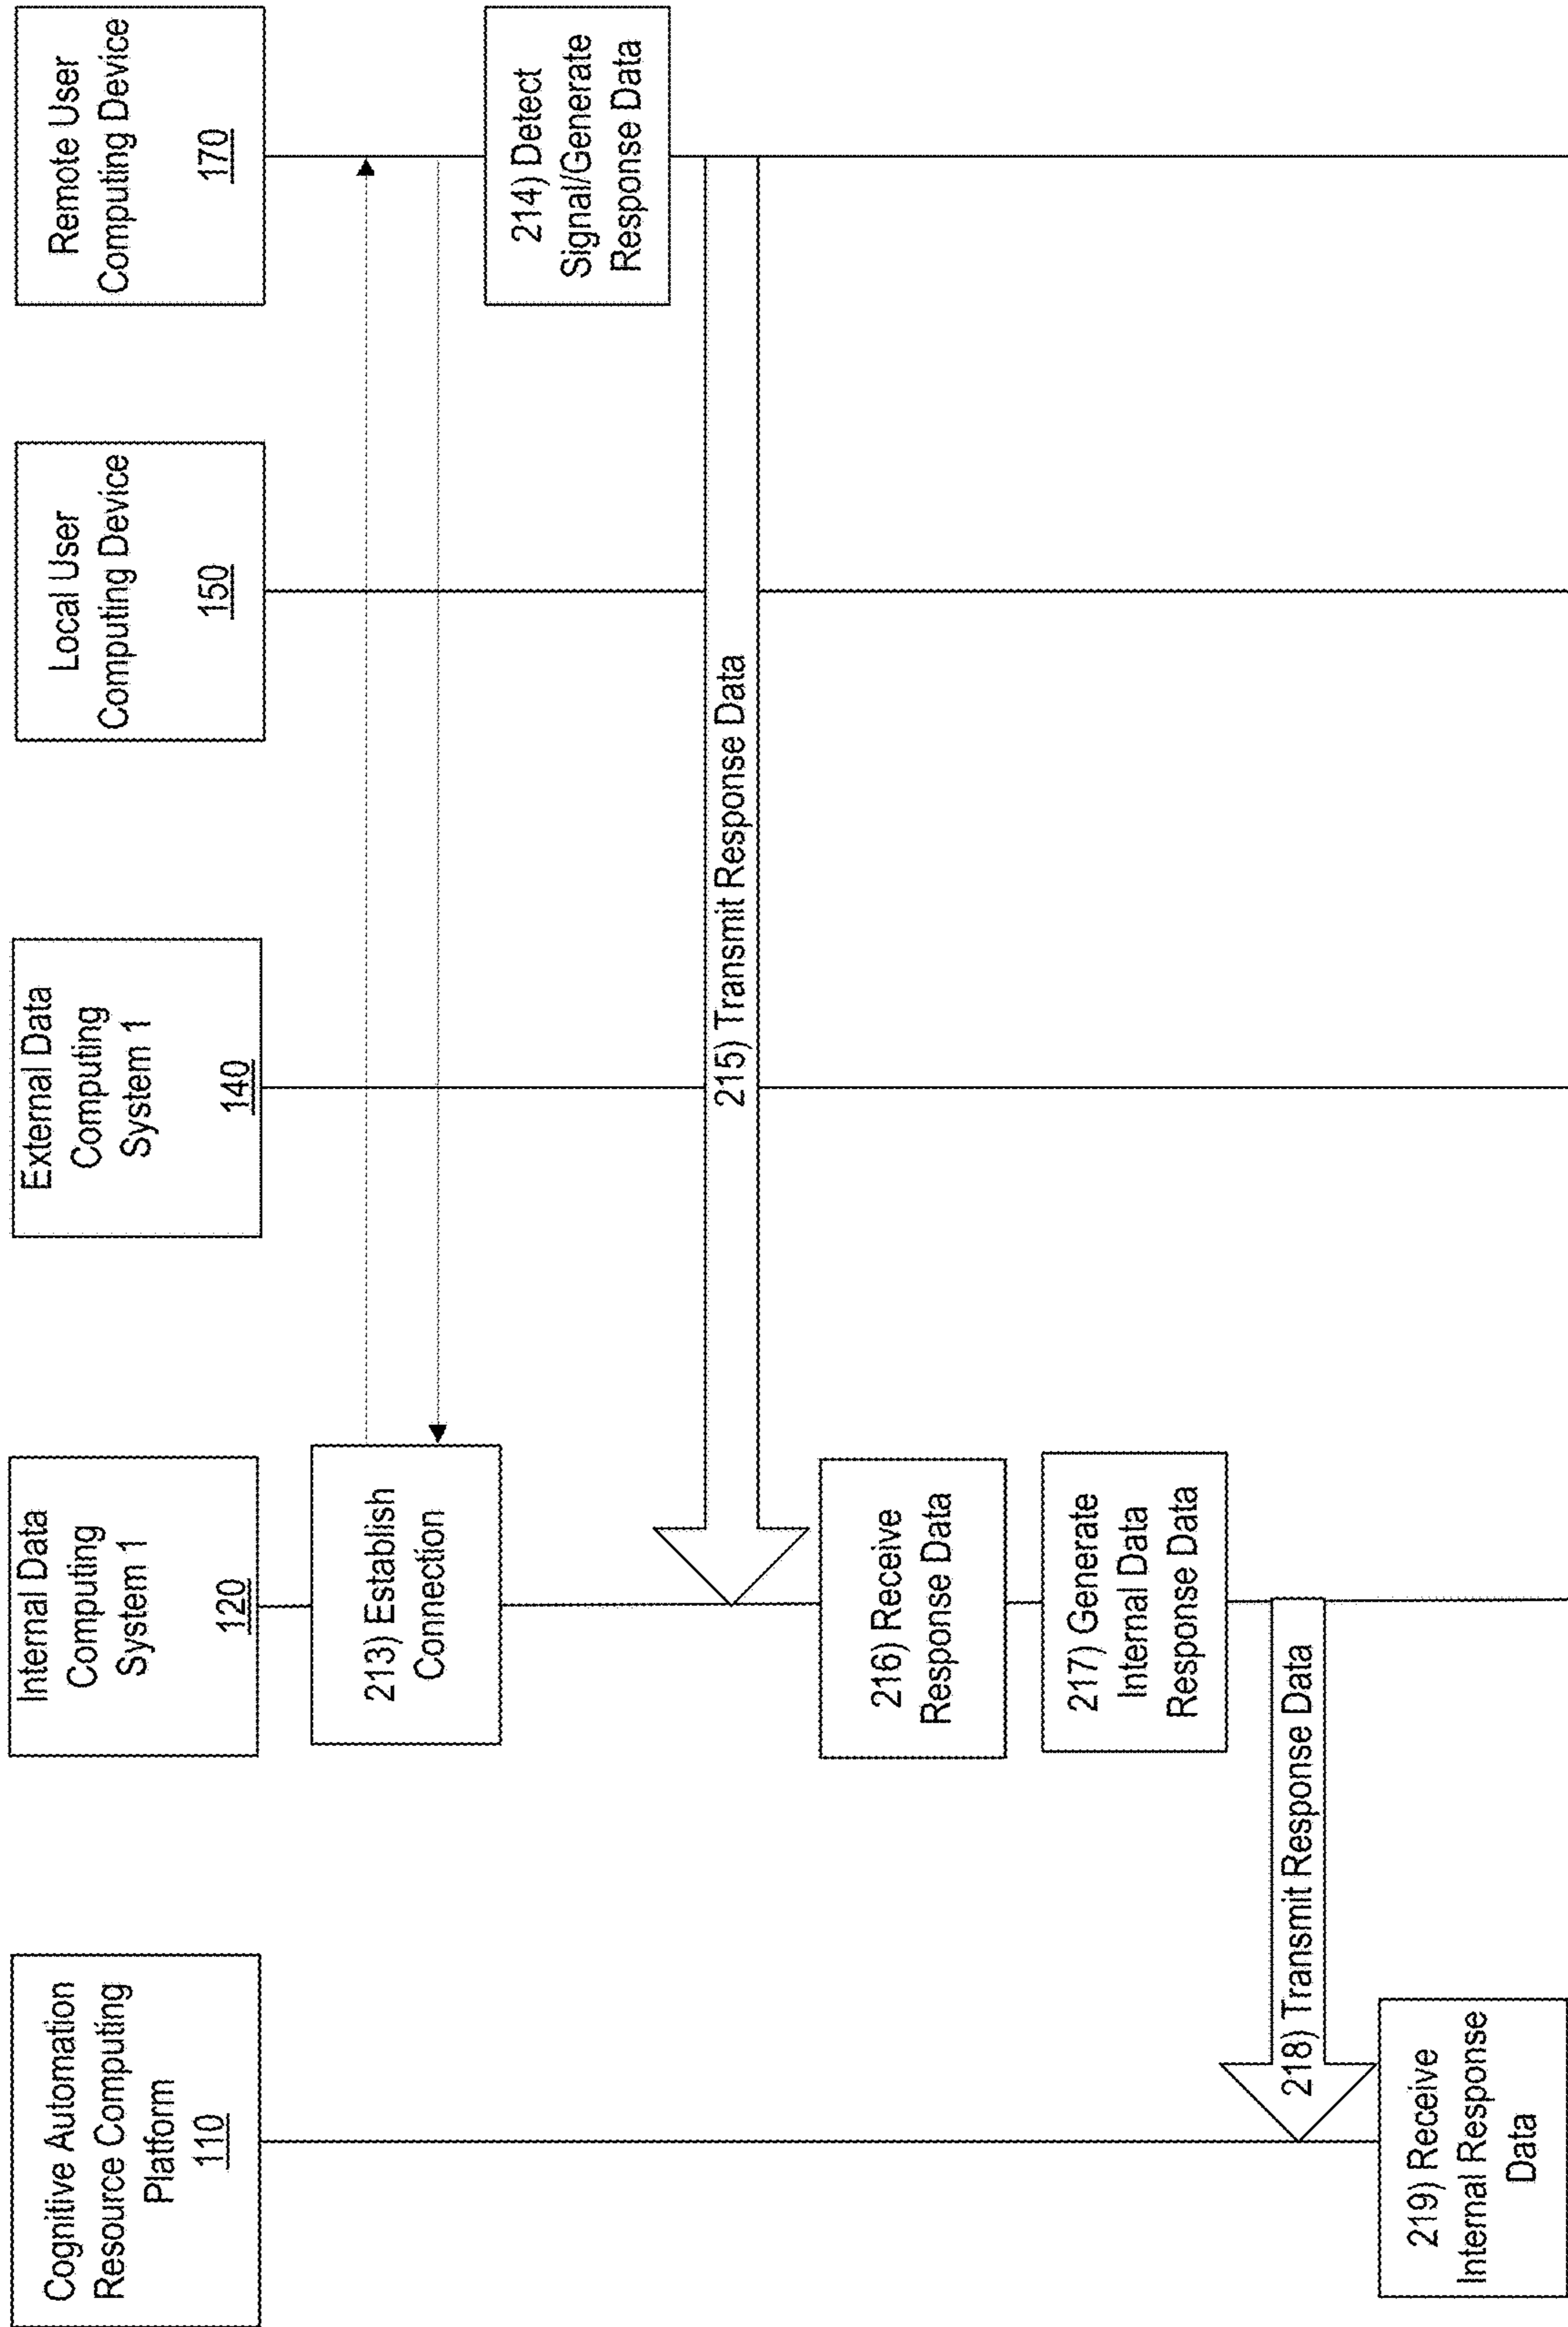 Cognitive Automation
Resource Computing
Platform
110
Internal Data
Computing
System 1
120
External Data
Computing
System 1
140
Local User
Computing Device
150
Remote User
Computing Device
170
213) Establish
Connection
214) Detect
Signal/Generate
Response Data
215) Transmit Response Data
216) Receive
Response Data
217) Generate
Internal Data
Response Data
218) Transmit Response Data
219) Receive
Internal Response
Data